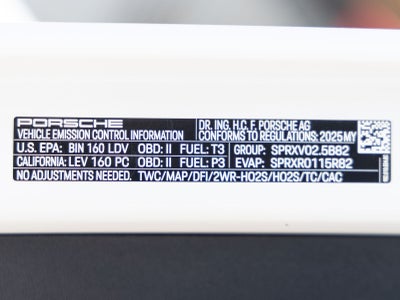 PORSCHE
VEHICLE EMISSION CONTROL INFORMATION
DR. ING. H.C. F. PORSCHE AG
CONFORMS TO REGULATIONS: 2025 MY
U.S. EPA: BIN 160 LDV OBD: II FUEL: T3 GROUP: SPRXV02.5B82
CALIFORNIA: LEV 160 PC OBD: II FUEL: P3 EVAP: SPRXR0115R82
NO ADJUSTMENTS NEEDED. TWC/MAP/DFI/2WR-HO2S/HO2S/TC/CAC